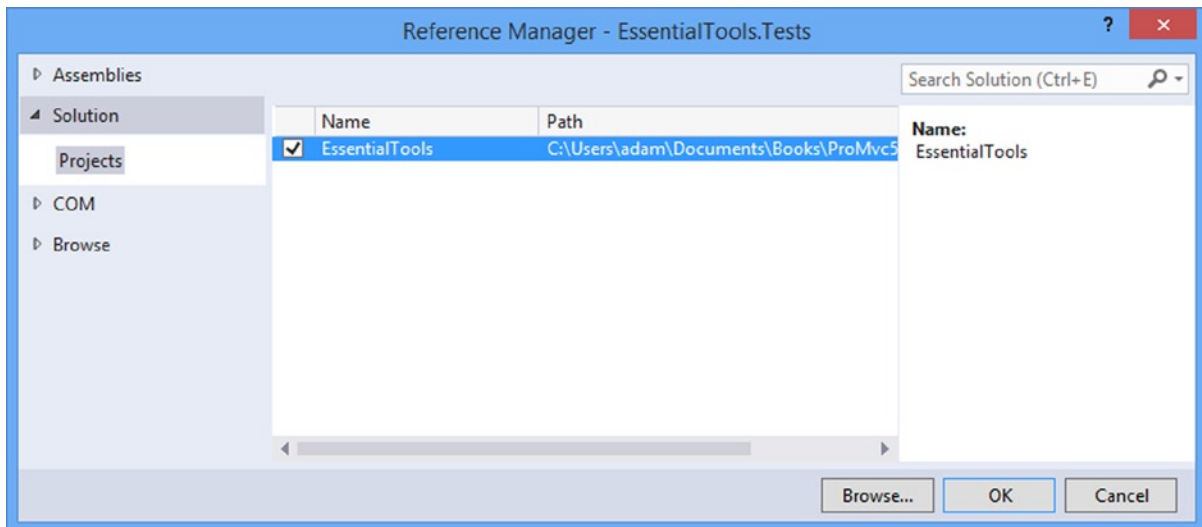 Reference Manager - EssentialTools.Tests
?
Assemblies
Search Solution (Ctrl+E)
Solution
Projects
COM
Browse
Name Path
EssentialTools C:\Users\adam\Documents\Books\ProMvc5
Name:
EssentialTools
Browse... OK Cancel